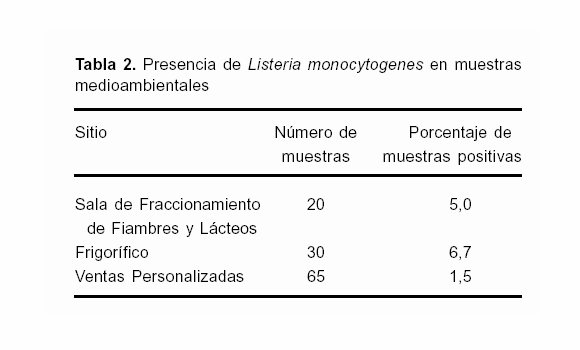 Tabla 2. Presencia de Listeria monocytogenes en muestras
medioambientales
Sitio Número de Porcentaje de
muestras muestras positivas
Sala de Fraccionamiento 20 5,0
de Fiambres y Lácteos
Frigorífico 30 6,7
Ventas Personalizadas 65 1,5